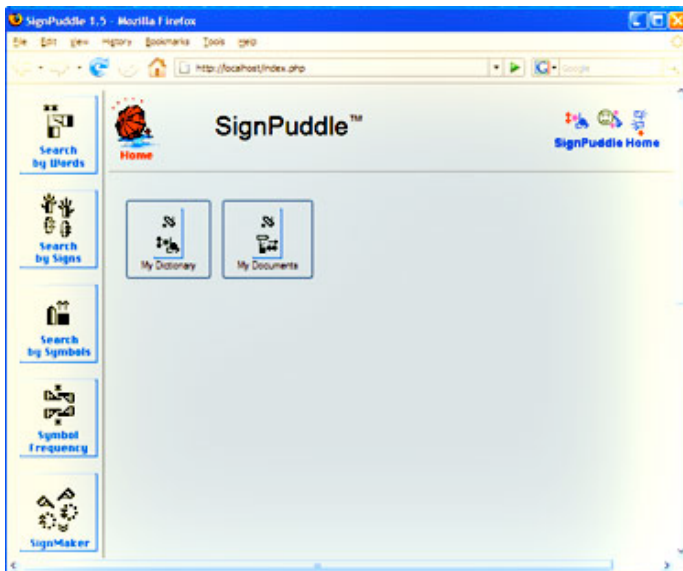 SignPuddle 1.5 - Mozilla Firefox
File Edit View History Bookmarks Tools Help
http://localhost/index.php
Google
Search
by Words
Home
SignPuddle™
SignPuddle Home
Search
by Signs
My Dictionary
My Documents
Search
by Symbols
Symbol
Frequency
SignMaker